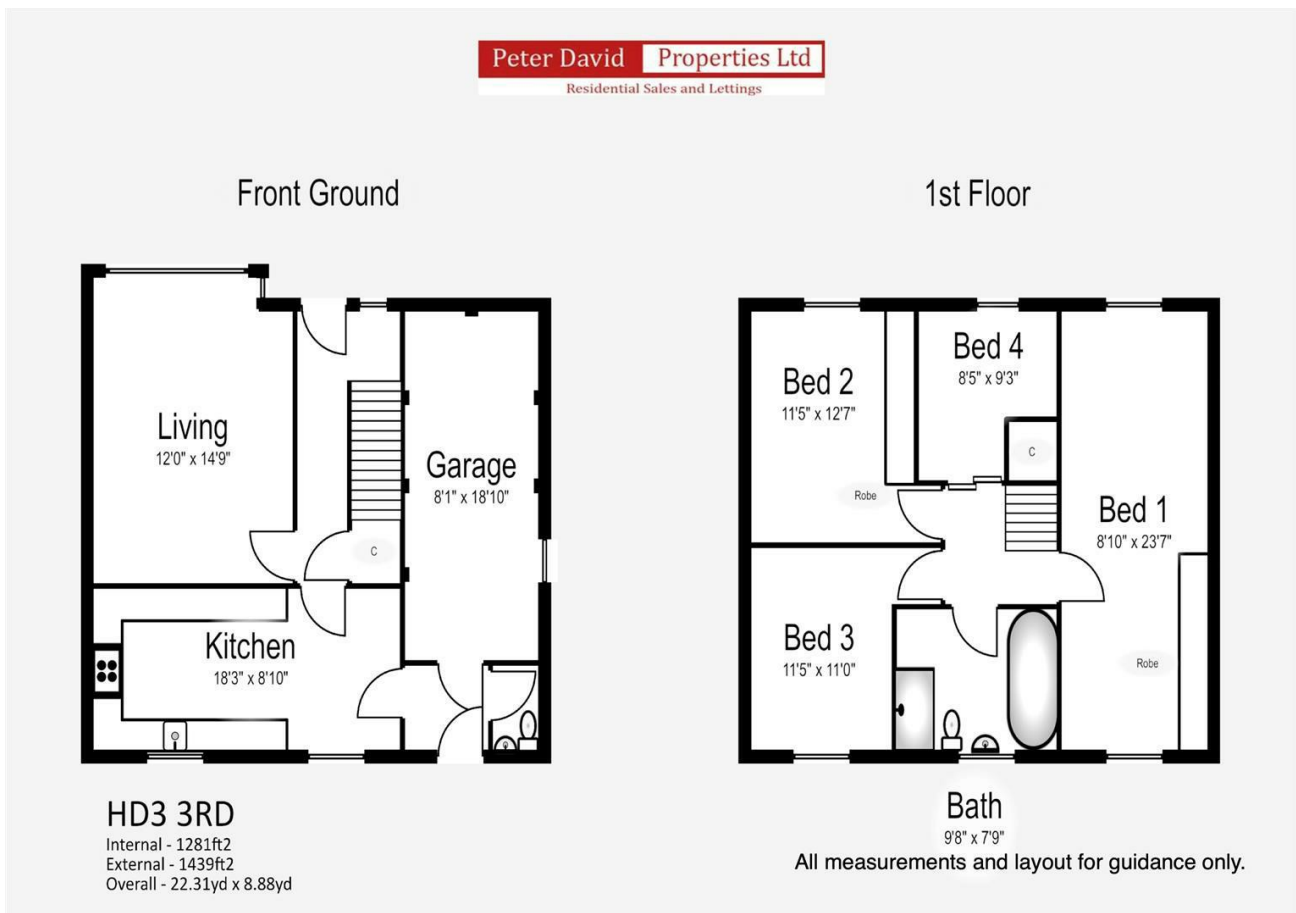 Peter David Properties Ltd
Residential Sales and Lettings
Front Ground
Living
12'0" x 14'9"
Garage
8'1" x 18'10"
C
Kitchen
18'3" x 8'10"
HD3 3RD
Internal - 1281ft2
External - 1439ft2
Overall - 22.31yd x 8.88yd
1st Floor
Bed 2
11'5" x 12'7"
Robe
Bed 4
8'5" x 9'3"
C
Bed 1
8'10" x 23'7"
Robe
Bed 3
11'5" x 11'0"
Bath
9'8" x 7'9"
All measurements and layout for guidance only.